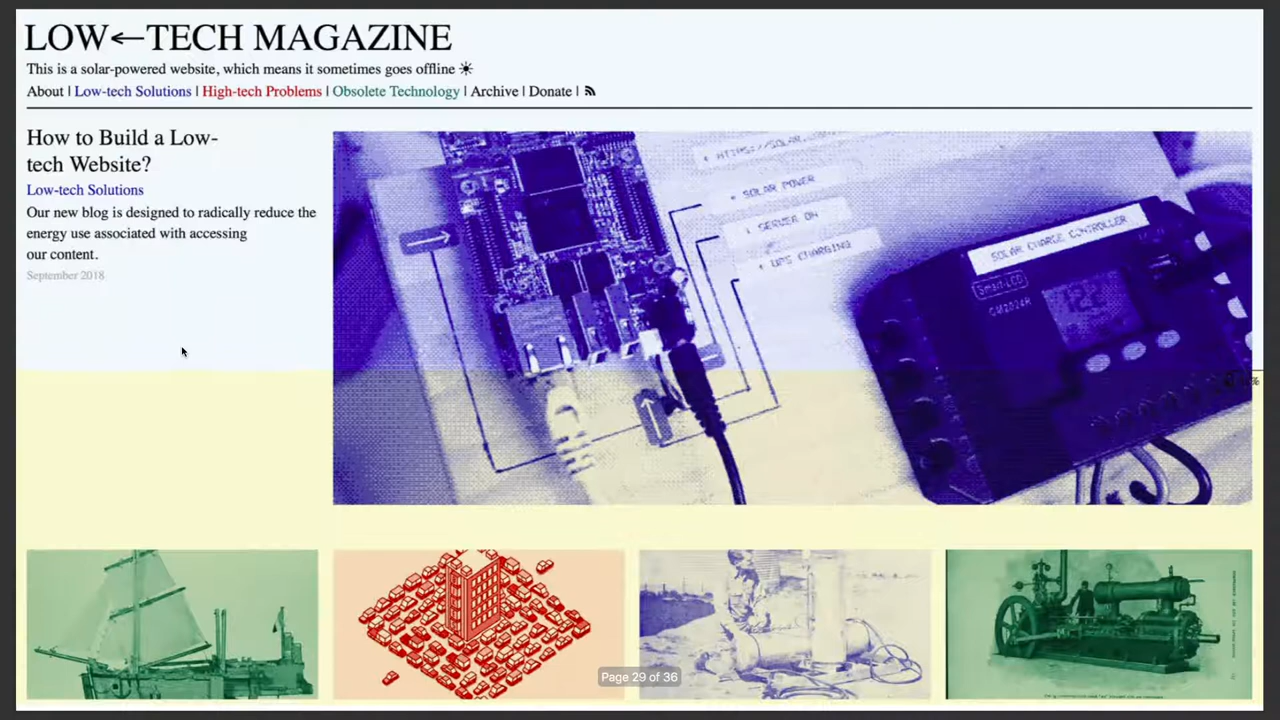 LOW←TECH MAGAZINE
This is a solar-powered website, which means it sometimes goes offline ☀
About | Low-tech Solutions | High-tech Problems | Obsolete Technology | Archive | Donate |
How to Build a Low-
tech Website?
Low-tech Solutions
Our new blog is designed to radically reduce the
energy use associated with accessing
our content.
September 2018
SOLAR POWER
SERVER ON
UPS CHARGING
SOLAR CHARGE CONTROLLER
Page 29 of 36